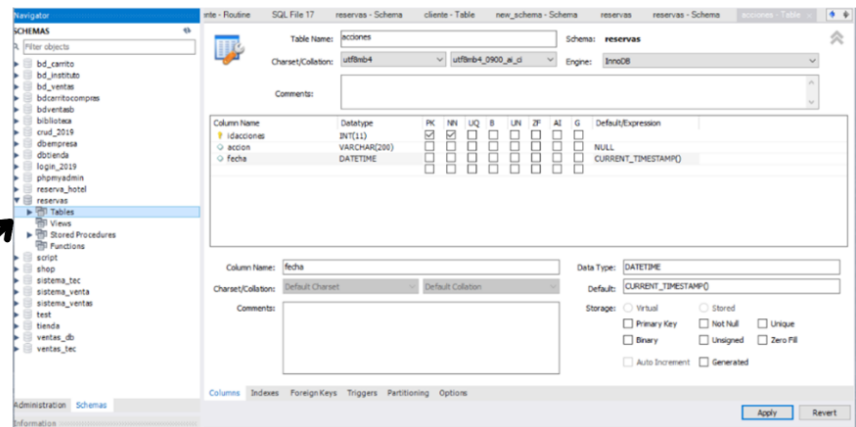 Navigator
SCHEMAS
Filter objects
bd_carrito
bd_instituto
bd_ventas
bdcarritocompres
bdventasb
biblioteca
crud_2019
dbempresa
dbtienda
login_2019
phpmyadmin
reserva_hotel
reservas
Tables
Views
Stored Procedures
Functions
script
shop
sistema_tec
sistema_venta
sistema_ventas
test
tienda
ventas_db
ventas_tec
Administration Schemas
Information
nte - Routine SQL File 17 reservas - Schema cliente - Table new_schema - Schema reservas reservas - Schema acciones - Table
Table Name: acciones Schema: reservas
Charset/Collation: utf8mb4 utf8mb4_0900_ai_ci Engine: InnoDB
Comments:
Column Name Datatype PK NN UQ B UN ZF AI G Default/Expression
idacciones INT(11)
accion VARCHAR(200) NULL
fecha DATETIME CURRENT_TIMESTAMP()
Column Name: fecha Data Type: DATETIME
Charset/Collation: Default Charset Default Collation Default: CURRENT_TIMESTAMP()
Comments: Storage: Virtual Stored
Primary Key Not Null Unique
Binary Unsigned Zero Fill
Auto Increment Generated
Columns Indexes Foreign Keys Triggers Partitioning Options
Apply Revert